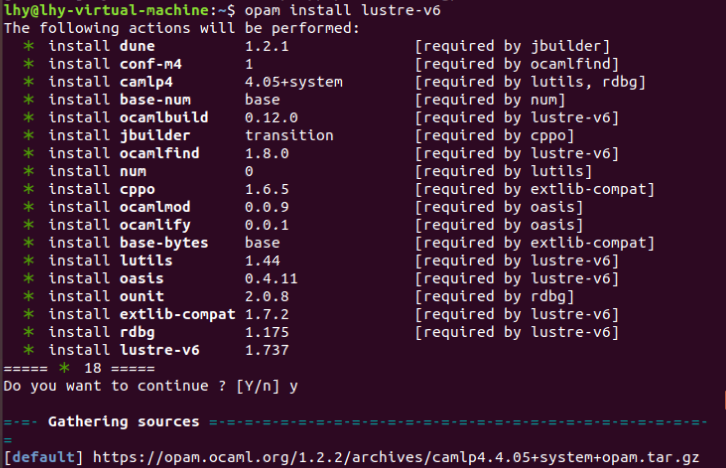 lhy@lhy-virtual-machine:~$ opam install lustre-v6
The following actions will be performed:
∗ install dune 1.2.1 [required by jbuilder]
∗ install conf-m4 1 [required by ocamlfind]
∗ install camlp4 4.05+system [required by lutils, rdbg]
∗ install base-num base [required by num]
∗ install ocamlbuild 0.12.0 [required by lustre-v6]
∗ install jbuilder transition [required by cppo]
∗ install ocamlfind 1.8.0 [required by lustre-v6]
∗ install num 0 [required by lutils]
∗ install cppo 1.6.5 [required by extlib-compat]
∗ install ocamlmod 0.0.9 [required by oasis]
∗ install ocamlify 0.0.1 [required by oasis]
∗ install base-bytes base [required by extlib-compat]
∗ install lutils 1.44 [required by lustre-v6]
∗ install oasis 0.4.11 [required by lustre-v6]
∗ install ounit 2.0.8 [required by rdbg]
∗ install extlib-compat 1.7.2 [required by lustre-v6]
∗ install rdbg 1.175 [required by lustre-v6]
∗ install lustre-v6 1.737
===== ∗ 18 =====
Do you want to continue ? [Y/n] y
=-=- Gathering sources =-=-=-=-=-=-=-=-=-=-=-=-=-=-=-=-=-=-=-=-=-=-=-=-=-=-=-
=
[default] https://opam.ocaml.org/1.2.2/archives/camlp4.4.05+system+opam.tar.gz